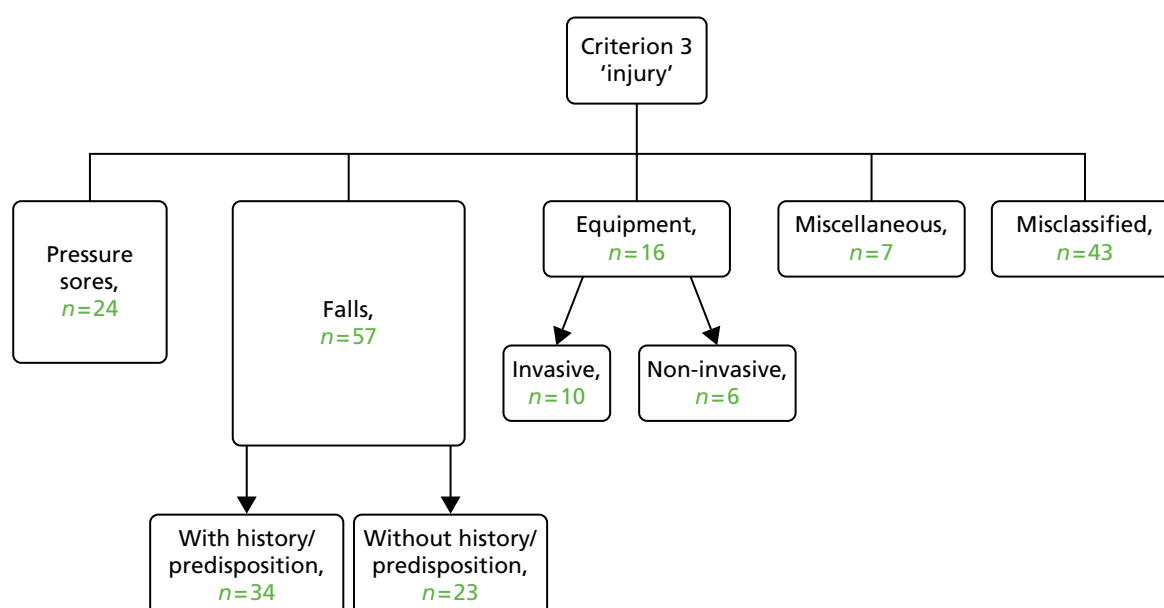 Criterion 3
‘injury’
Pressure
sores,
n=24
Falls,
n=57
Equipment,
n=16
Miscellaneous,
n=7
Misclassified,
n=43
Invasive,
n=10
Non-invasive,
n=6
With history/
predisposition,
n=34
Without history/
predisposition,
n=23